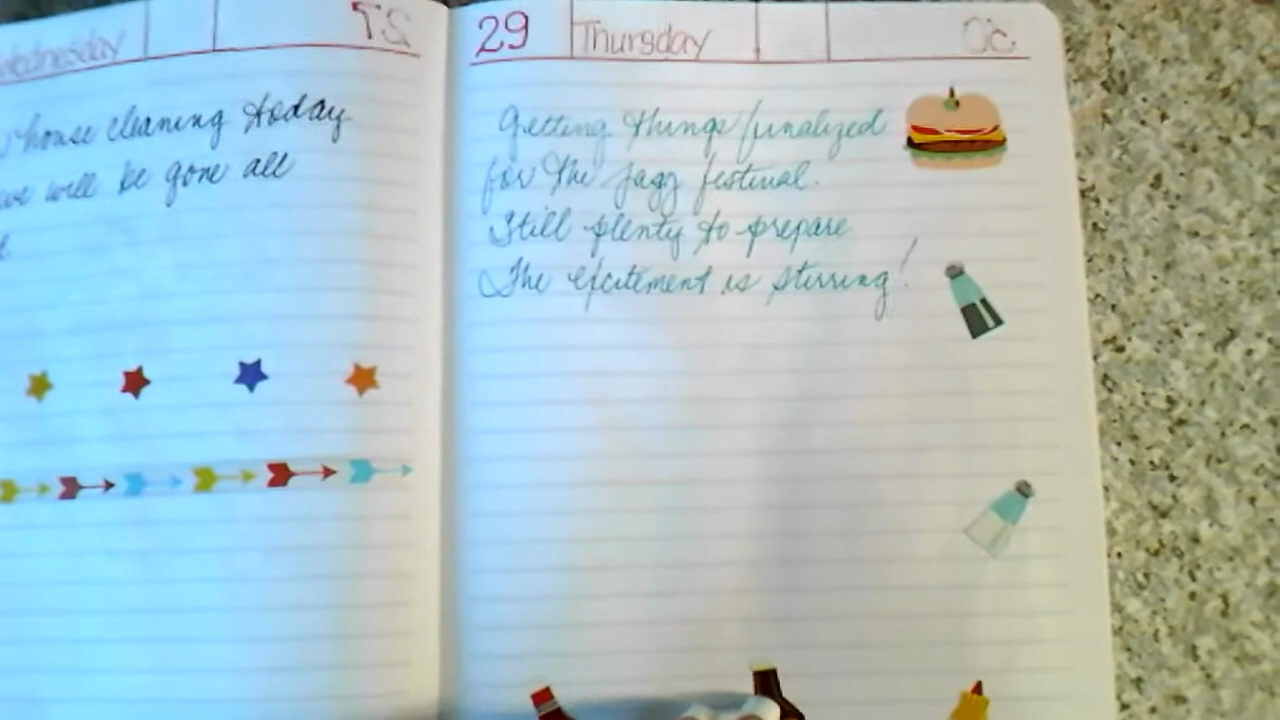 Wednesday
house cleaning today
we will be gone all
29
Thursday
Getting things finalized
for the jazz festival.
Still plenty to prepare.
The excitement is stirring!